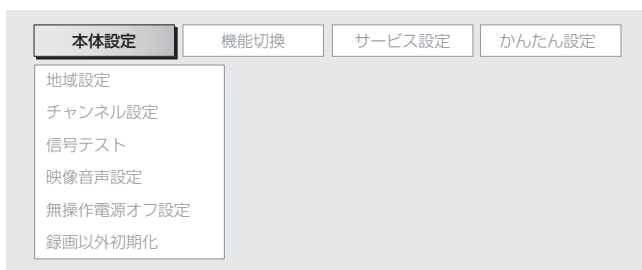 本体設定 機能切換 サービス設定 かんたん設定
地域設定
チャンネル設定
信号テスト
映像音声設定
無操作電源オフ設定
録画以外初期化